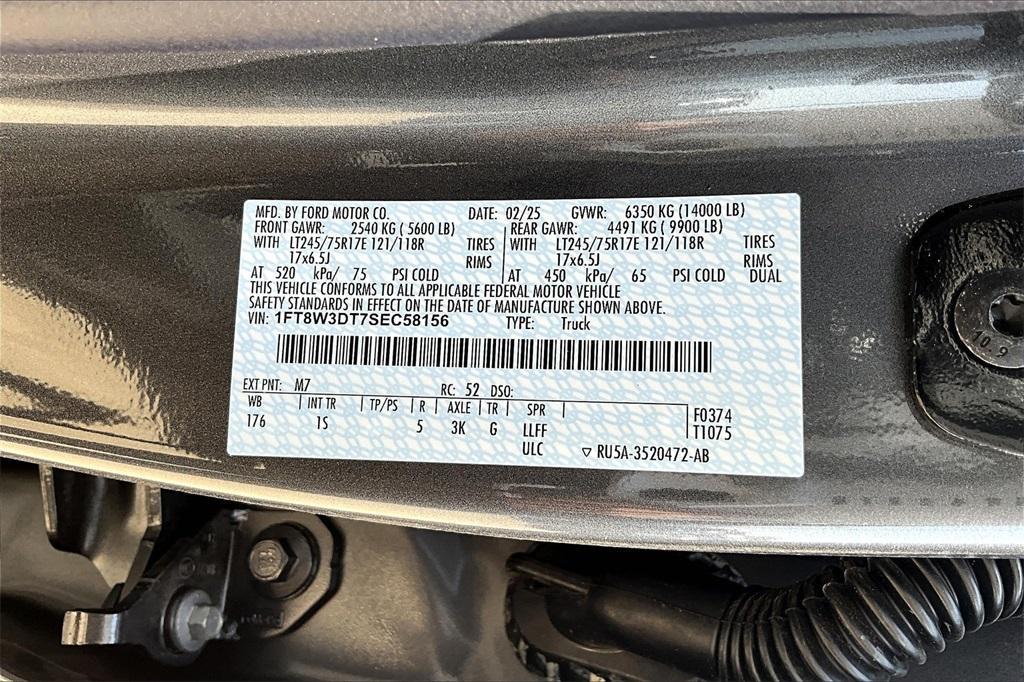 MFD. BY FORD MOTOR CO. DATE: 02/25 GVWR: 6350 KG (14000 LB)
FRONT GAWR: 2540 KG ( 5600 LB) REAR GAWR: 4491 KG ( 9900 LB)
WITH LT245/75R17E 121/118R TIRES WITH LT245/75R17E 121/118R TIRES
17x6.5J RIMS 17x6.5J RIMS
AT 520 kPa/ 75 PSI COLD AT 450 kPa/ 65 PSI COLD DUAL
THIS VEHICLE CONFORMS TO ALL APPLICABLE FEDERAL MOTOR VEHICLE
SAFETY STANDARDS IN EFFECT ON THE DATE OF MANUFACTURE SHOWN ABOVE.
VIN: 1FT8W3DT7SEC58156 TYPE: Truck
EXT PNT: M7 RC: 52 DSO:
WB INT TR TP/PS R AXLE TR SPR F0374
176 1S 5 3K G LLFF T1075
ULC RU5A-3520472-AB
10.9